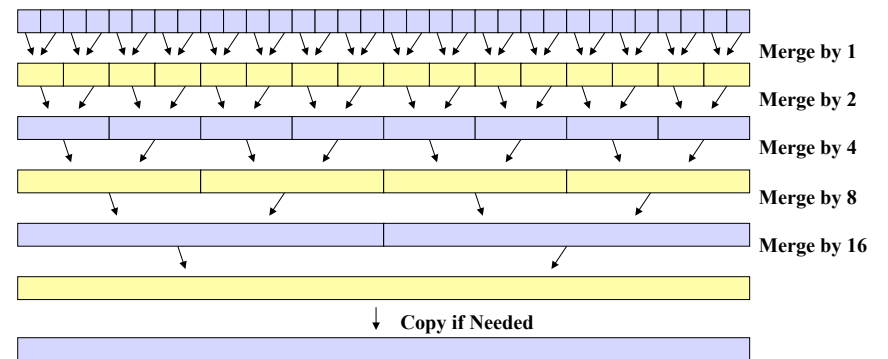 Merge by 1
Merge by 2
Merge by 4
Merge by 8
Merge by 16
Copy if Needed